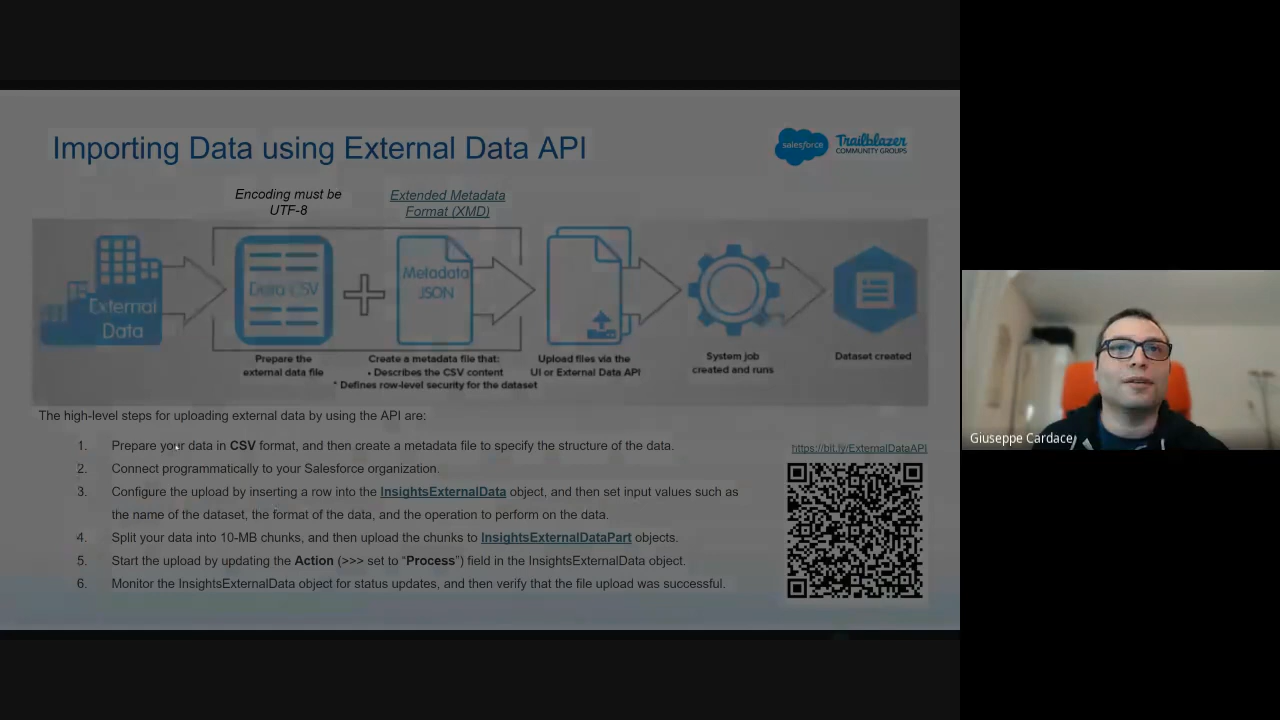 Importing Data using External Data API
salesforce
Trailblazer
COMMUNITY GROUPS
Encoding must be
UTF-8
Extended Metadata
Format (XMD)
External
Data
Data CSV
Metadata
JSON
Prepare the
external data file
Create a metadata file that:
• Describes the CSV content
* Defines row-level security for the dataset
Upload files via the
UI or External Data API
System job
created and runs
Dataset created
The high-level steps for uploading external data by using the API are:
1. Prepare your data in CSV format, and then create a metadata file to specify the structure of the data.
2. Connect programmatically to your Salesforce organization.
3. Configure the upload by inserting a row into the InsightsExternalData object, and then set input values such as
the name of the dataset, the format of the data, and the operation to perform on the data.
4. Split your data into 10-MB chunks, and then upload the chunks to InsightsExternalDataPart objects.
5. Start the upload by updating the Action (>>> set to “Process”) field in the InsightsExternalData object.
6. Monitor the InsightsExternalData object for status updates, and then verify that the file upload was successful.
https://bit.ly/ExternalDataAPI
Giuseppe Cardace